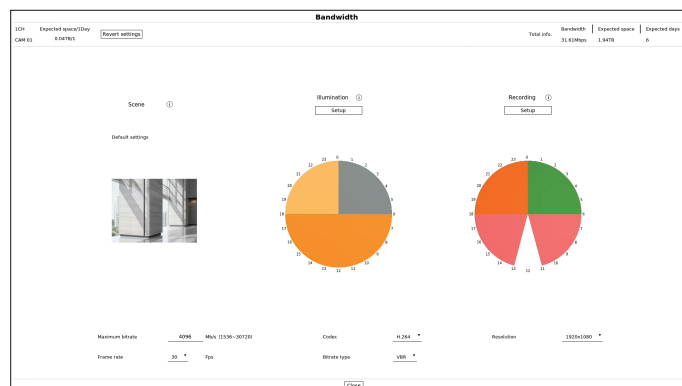 Bandwidth
1CH Expected space/1Day Revert settings Total info. Bandwidth Expected space Expected days
CAM 01 0.04TB/1 31.61Mbps 1.94TB 6
Scene Illumination Recording
Setup Setup
Default settings
0 1 2 3 4 5 6 7 8 9 10 11 12 13 14 15 16 17 18 19 20 21 22 23
0 1 2 3 4 5 6 7 8 9 10 11 12 13 14 15 16 17 18 19 20 21 22 23
Maximum bitrate 4096 Mb/s (1536~30720) Codec H.264 Resolution 1920x1080
Frame rate 30 Fps Bitrate type VBR
Close